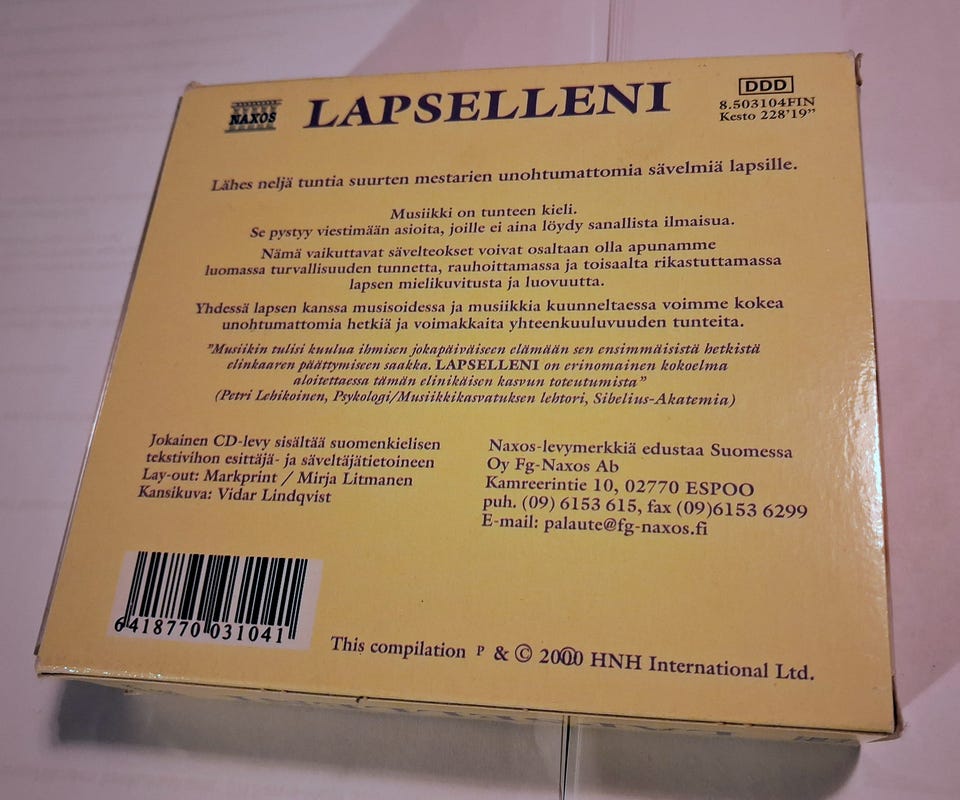 NAXOS
LAPSELLENI
DDD
8.503104FIN
Kesto 228'19"
Lähes neljä tuntia suurten mestarien unohtumattomia sävelmiä lapsille.
Musiikki on tunteen kieli.
Se pystyy viestimään asioita, joille ei aina löydy sanallista ilmaisua.
Nämä vaikuttavat sävelteokset voivat osaltaan olla apunamme
luomassa turvallisuuden tunnetta, rauhoittamassa ja toisaalta rikastuttamassa
lapsen mielikuvitusta ja luovuutta.
Yhdessä lapsen kanssa musisoidessa ja musiikkia kuunneltaessa voimme kokea
unohtumattomia hetkiä ja voimakkaita yhteenkuuluvuuden tunteita.
"Musiikin tulisi kuulua ihmisen jokapäiväiseen elämään sen ensimmäisistä hetkistä
elinkaaren päättymiseen saakka. LAPSELLENI on erinomainen kokoelma
aloitettaessa tämän elinikäisen kasvun toteutumista"
(Petri Lehikoinen, Psykologi/Musiikkikasvatuksen lehtori, Sibelius-Akatemia)
Jokainen CD-levy sisältää suomenkielisen
tekstivihon esittäjä- ja säveltäjätietoineen
Lay-out: Markprint / Mirja Litmanen
Kansikuva: Vidar Lindqvist
Naxos-levymerkkiä edustaa Suomessa
Oy Fg-Naxos Ab
Kamreerintie 10, 02770 ESPOO
puh. (09) 6153 615, fax (09)6153 6299
E-mail: palaute@fg-naxos.fi
6418770031041
This compilation P & © 2000 HNH International Ltd.